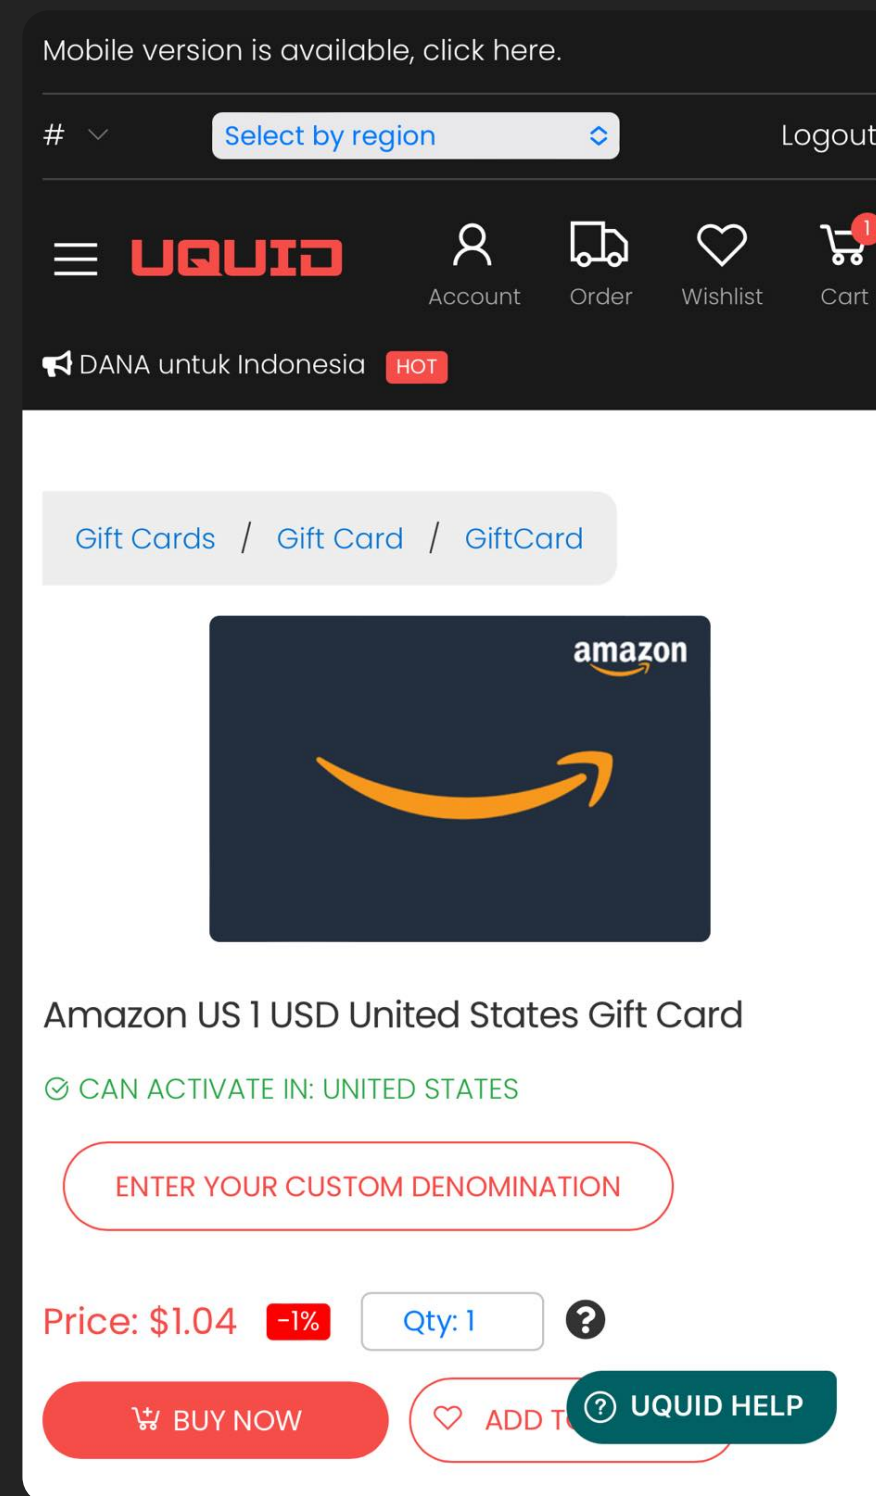 Mobile version is available, click here.
# Select by region Logout
UQUID
1
Account Order Wishlist Cart
DANA untuk Indonesia HOT
Gift Cards / Gift Card / GiftCard
amazon
Amazon US 1 USD United States Gift Card
CAN ACTIVATE IN: UNITED STATES
ENTER YOUR CUSTOM DENOMINATION
Price: $1.04 -1% Qty: 1 ?
BUY NOW ADD ? UQUID HELP